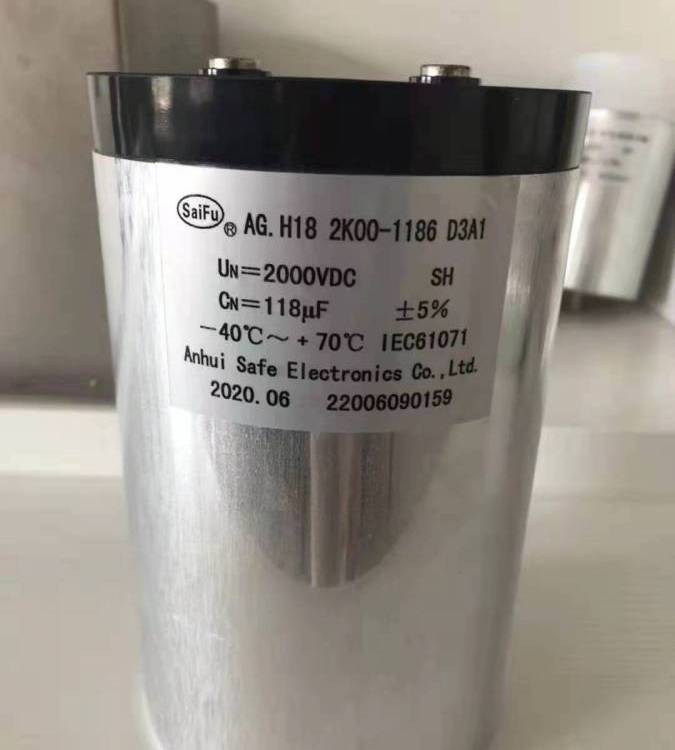 SaiFu ® AG. H18 2K00-1186 D3A1
UN=2000VDC SH
CN=118μF ±5%
-40℃~+70℃ IEC61071
Anhui Safe Electronics Co.,Ltd.
2020.06 22006090159